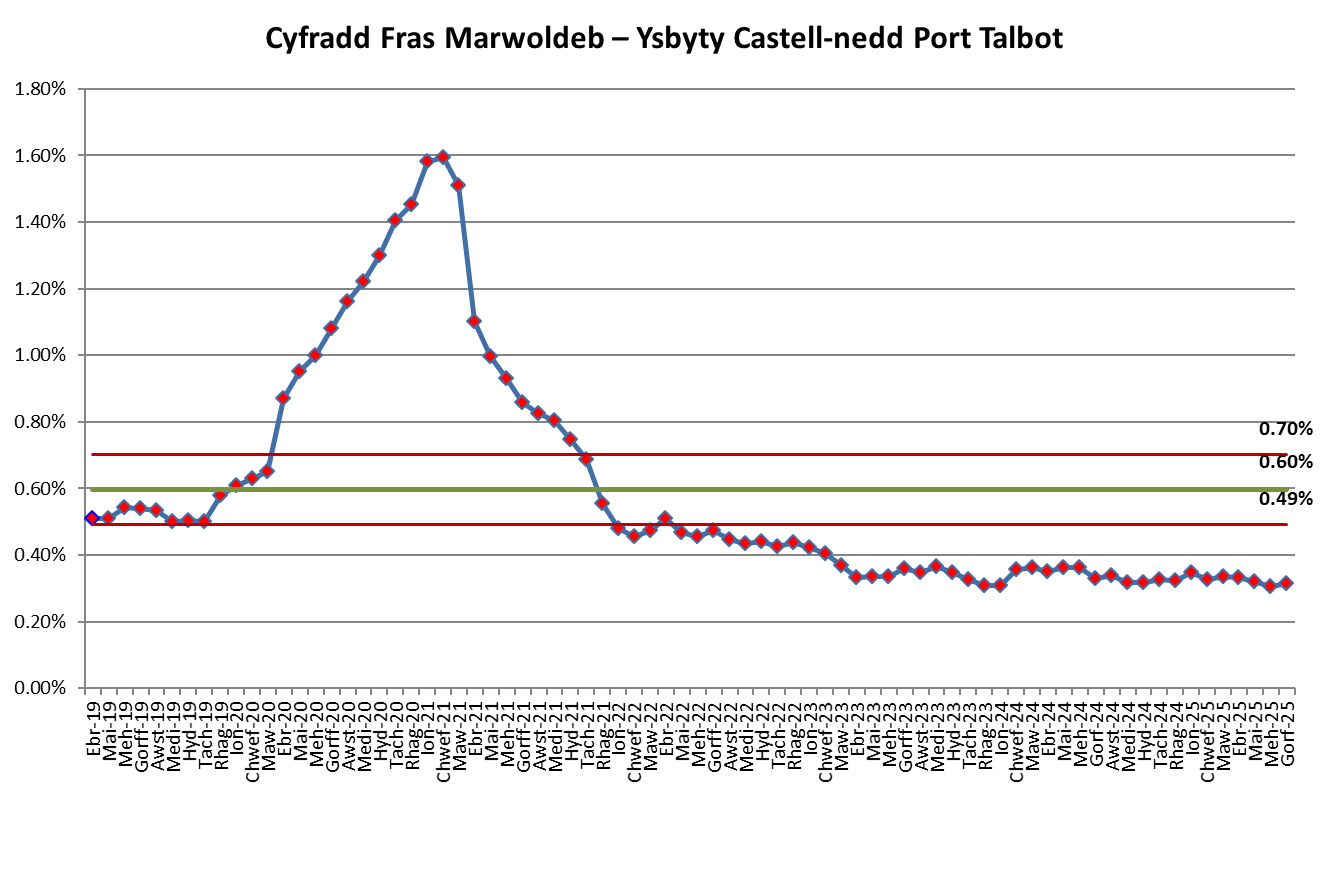 Cyfradd Fras Marwoldeb – Ysbyty Castell-nedd Port Talbot
1.80%
1.60%
1.40%
1.20%
1.00%
0.80%
0.60%
0.40%
0.20%
0.00%
0.70%
0.60%
0.49%
Ebr-19
Mai-19
Meh-19
Gorff-19
Awst-19
Medi-19
Hyd-19
Tach-19
Rhag-19
Ion-20
Chwef-20
Maw-20
Ebr-20
Mai-20
Meh-20
Gorff-20
Awst-20
Medi-20
Hyd-20
Tach-20
Rhag-20
Ion-21
Chwef-21
Maw-21
Ebr-21
Mai-21
Meh-21
Gorff-21
Awst-21
Medi-21
Hyd-21
Tach-21
Rhag-21
Ion-22
Chwef-22
Maw-22
Ebr-22
Mai-22
Meh-22
Gorff-22
Awst-22
Medi-22
Hyd-22
Tach-22
Rhag-22
Ion-23
Chwef-23
Maw-23
Ebr-23
Mai-23
Meh-23
Gorff-23
Awst-23
Medi-23
Hyd-23
Tach-23
Rhag-23
Ion-24
Chwef-24
Maw-24
Ebr-24
Mai-24
Meh-24
Gorf-24
Awst-24
Medi-24
Hyd-24
Tach-24
Rhag-24
Ion-25
Chwef-25
Maw-25
Ebr-25
Mai-25
Meh-25
Gorf-25